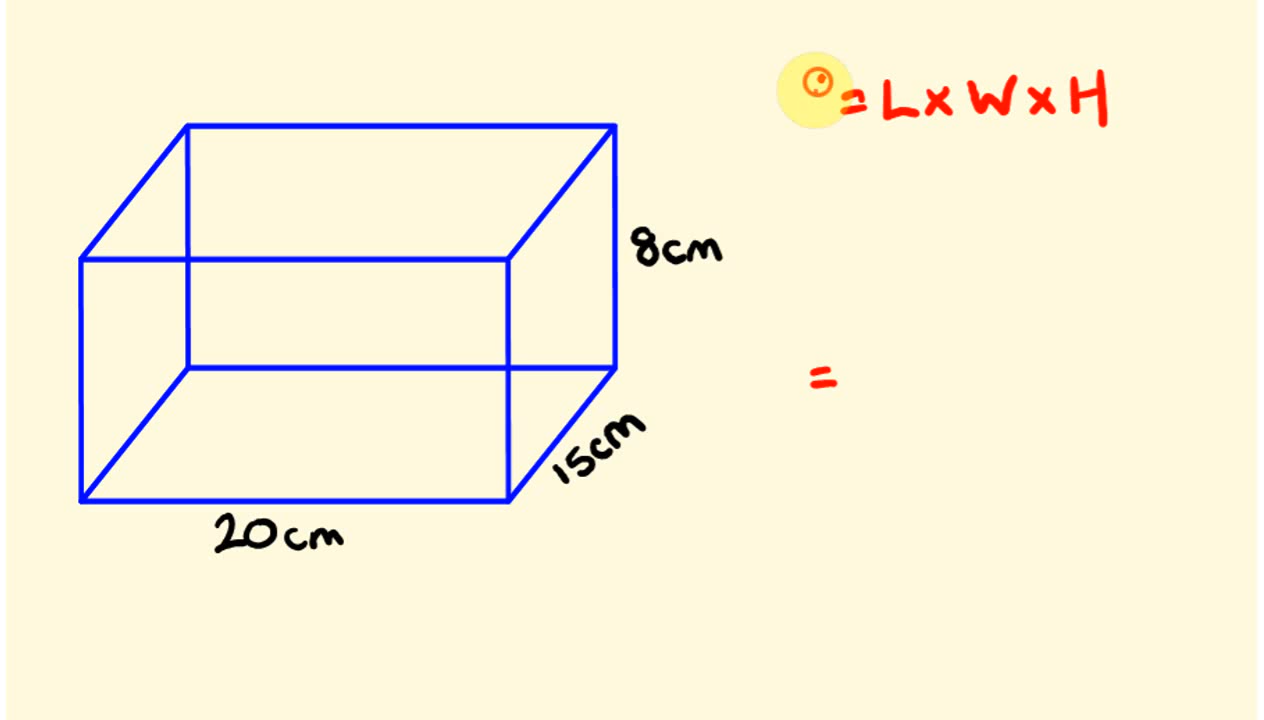 = L x W x H
8cm
=
15cm
20cm